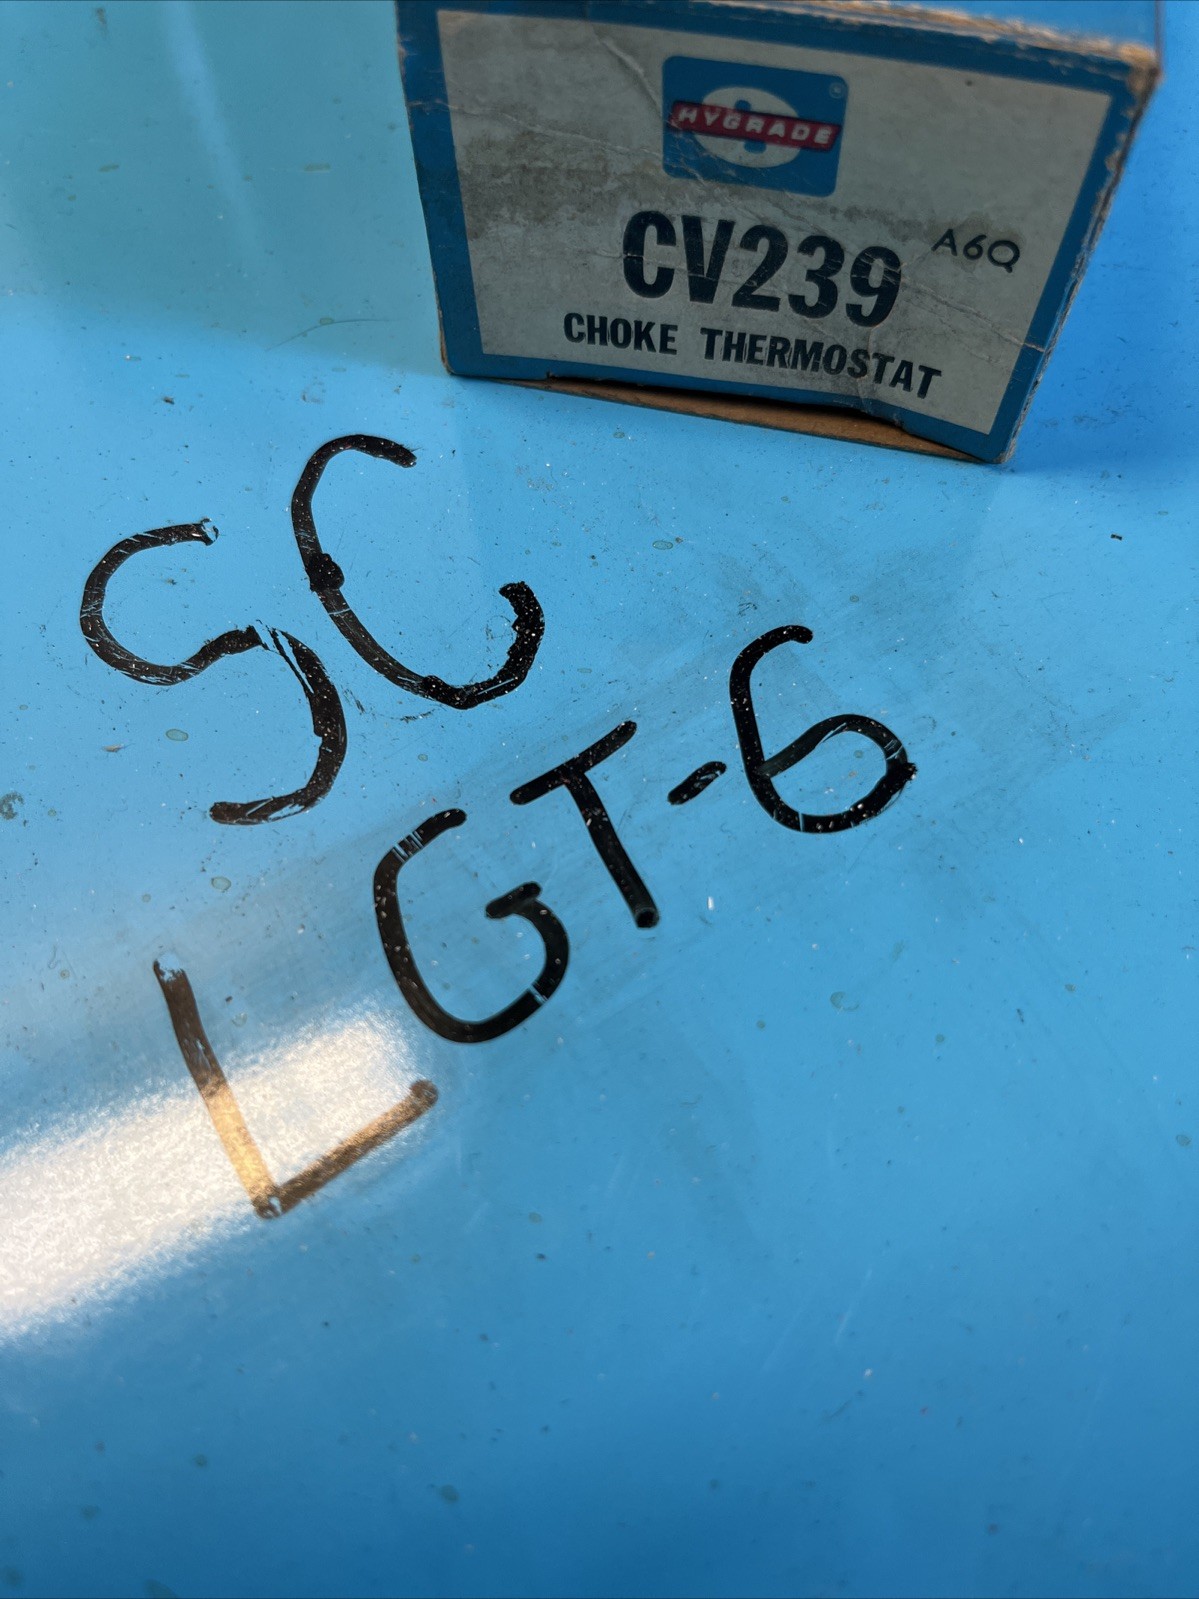 HYGRADE
CV239 A6Q
CHOKE THERMOSTAT
SC
LGT-6